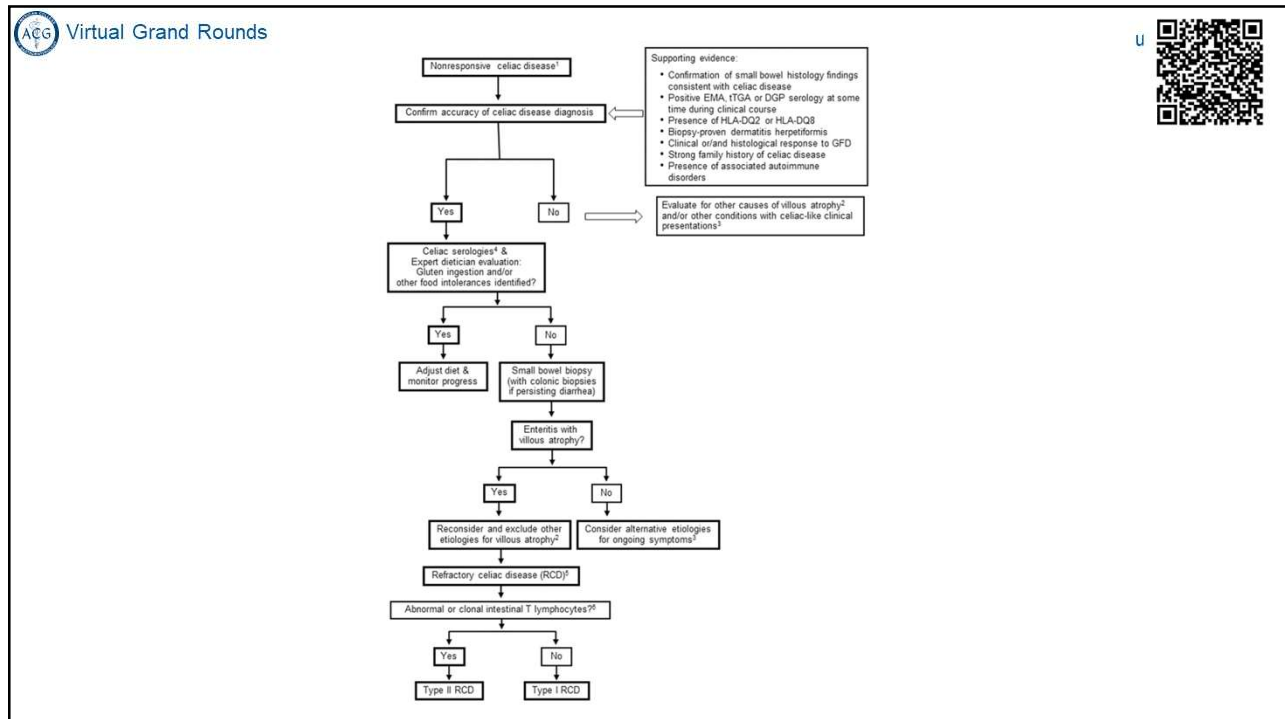 ACG
Virtual Grand Rounds
u
Nonresponsive celiac disease¹
Supporting evidence:
• Confirmation of small bowel histology findings
consistent with celiac disease
• Positive EMA, tTGA or DGP serology at some
time during clinical course
• Presence of HLA-DQ2 or HLA-DQ8
• Biopsy-proven dermatitis herpetiformis
• Clinical or/and histological response to GFD
• Strong family history of celiac disease
• Presence of associated autoimmune
disorders
Confirm accuracy of celiac disease diagnosis
Yes
No
Evaluate for other causes of villous atrophy²
and/or other conditions with celiac-like clinical
presentations³
Celiac serologies⁴ &
Expert dietician evaluation:
Gluten ingestion and/or
other food intolerances identified?
Yes
No
Adjust diet &
monitor progress
Small bowel biopsy
(with colonic biopsies
if persisting diarrhea)
Enteritis with
villous atrophy?
Yes
No
Reconsider and exclude other
etiologies for villous atrophy²
Consider alternative etiologies
for ongoing symptoms³
Refractory celiac disease (RCD)⁵
Abnormal or clonal intestinal T lymphocytes?⁶
Yes
No
Type II RCD
Type I RCD